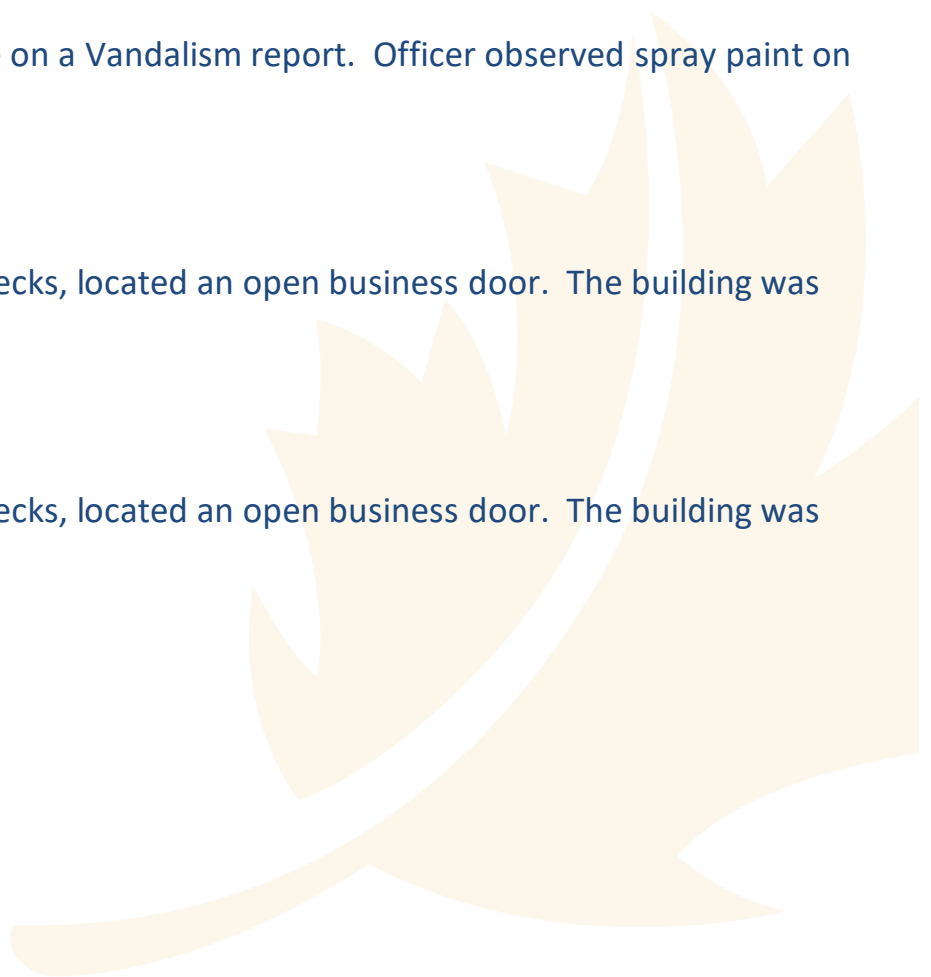 on a Vandalism report.  Officer observed spray paint on
ecks, located an open business door.  The building was
ecks, located an open business door.  The building was